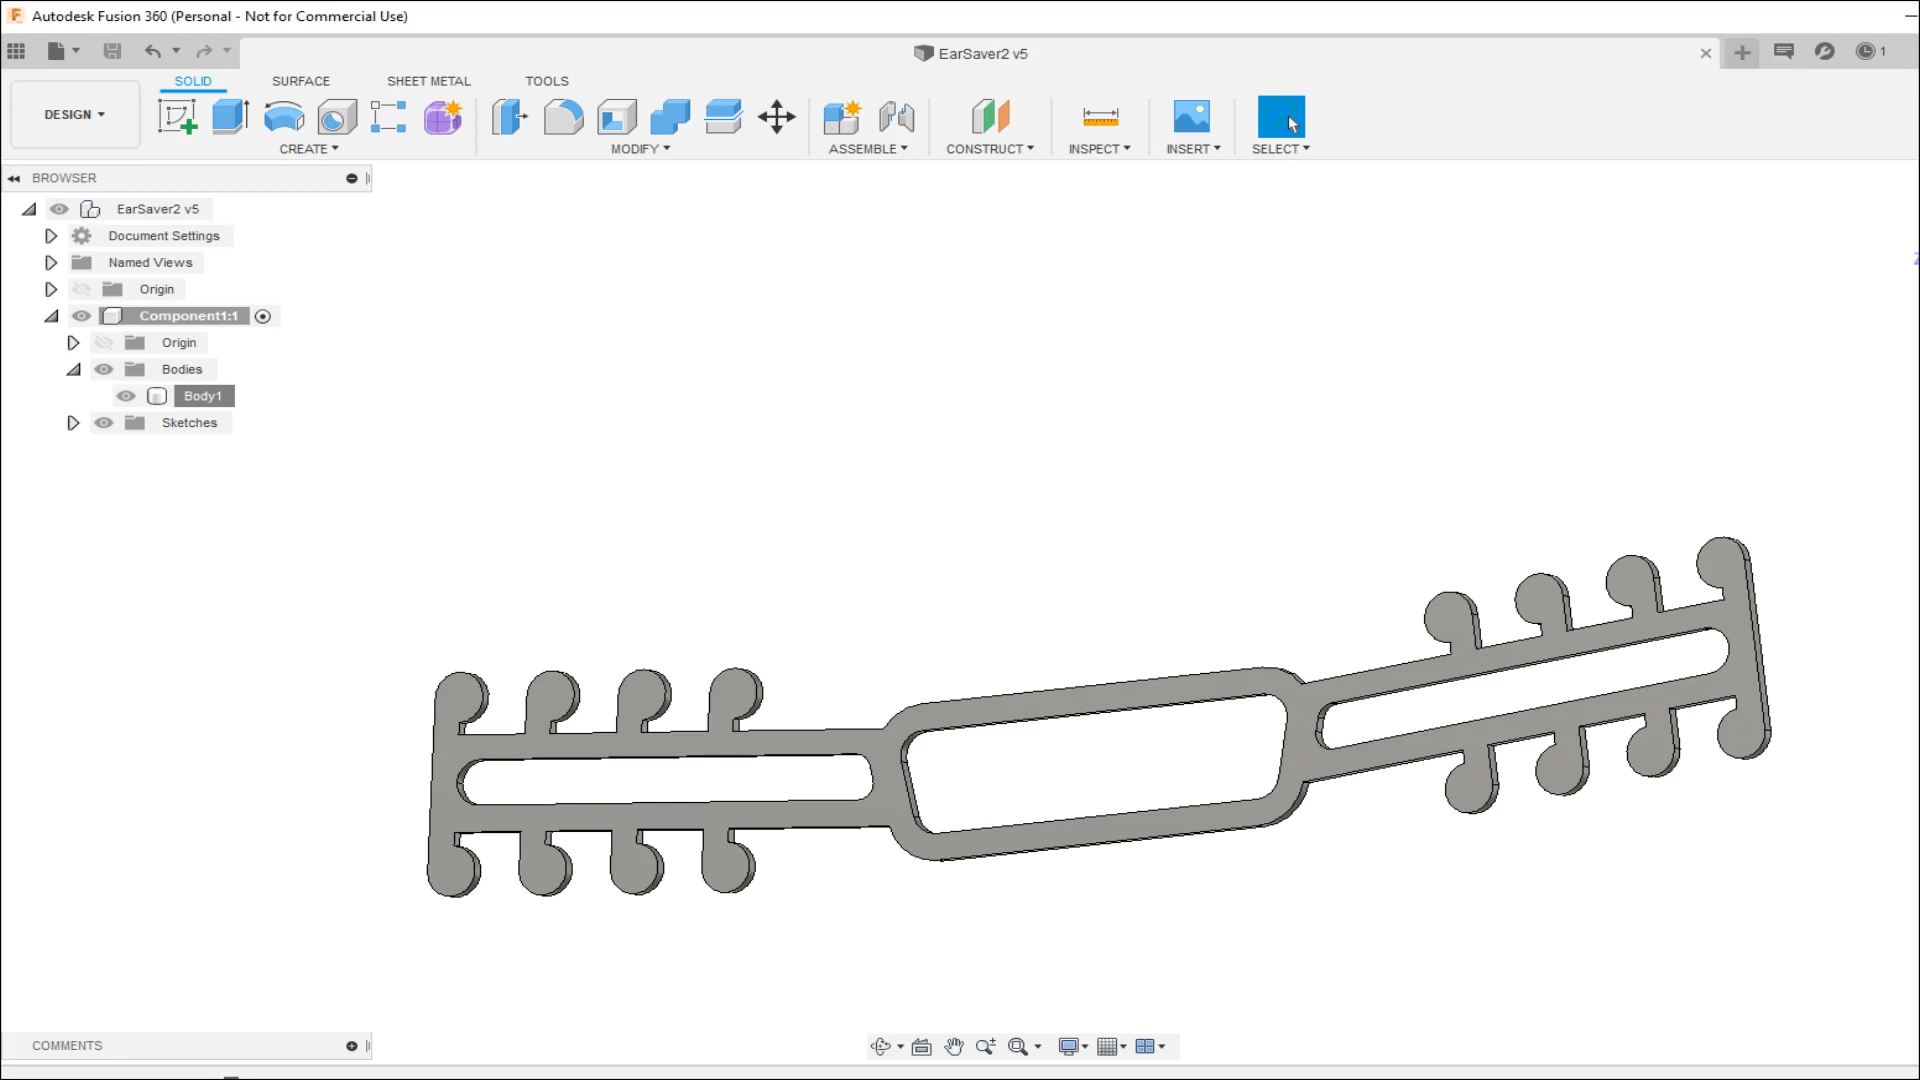 Autodesk Fusion 360 (Personal - Not for Commercial Use)
EarSaver2 v5
1
SOLID SURFACE SHEET METAL TOOLS
DESIGN
CREATE MODIFY ASSEMBLE CONSTRUCT INSPECT INSERT SELECT
BROWSER
EarSaver2 v5
Document Settings
Named Views
Z
Origin
Component1:1
Origin
Bodies
Body1
Sketches
COMMENTS